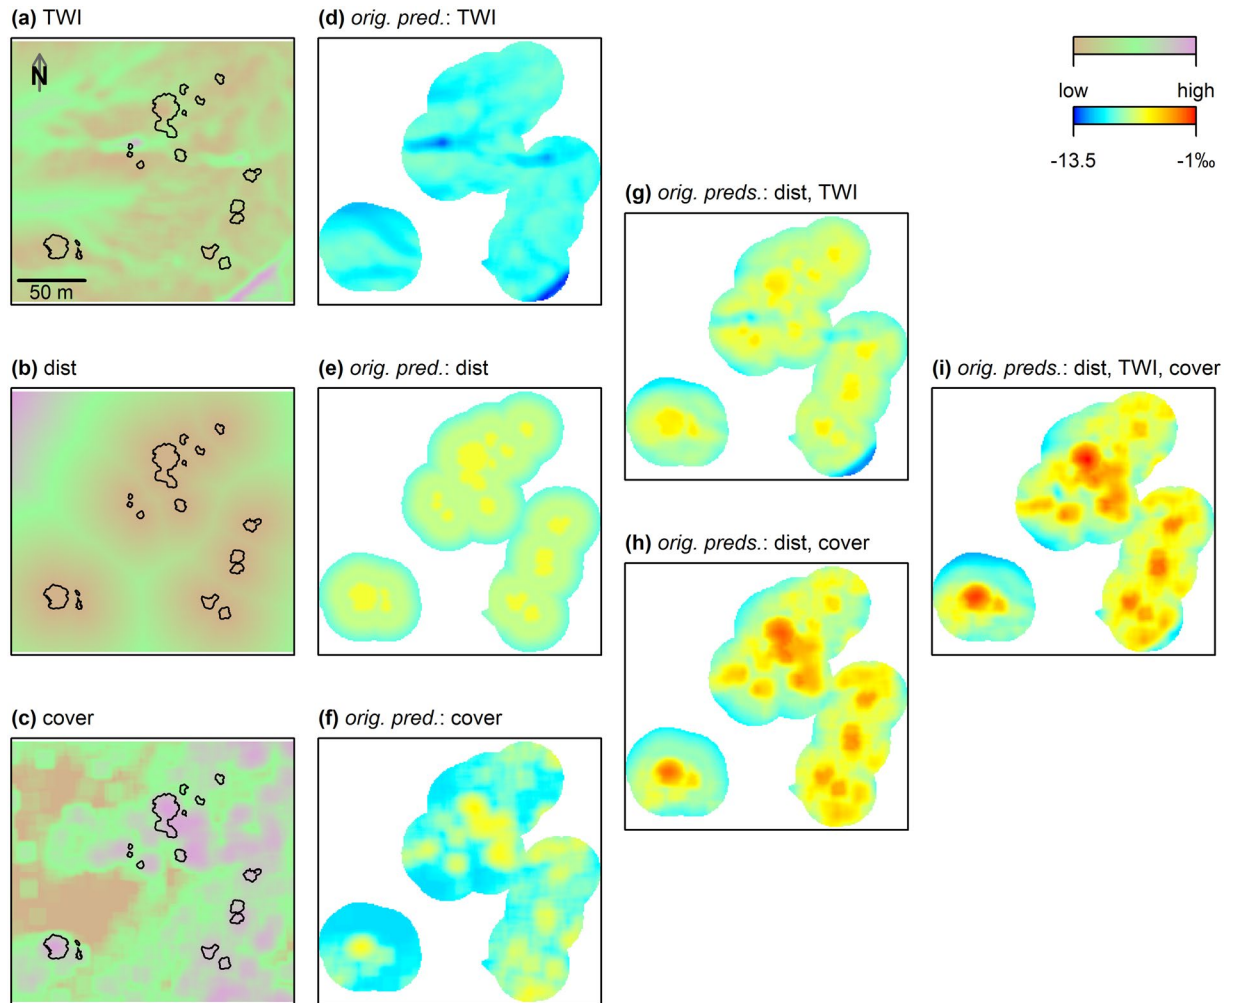 (a) TWI
N
50 m
(b) dist
(c) cover
(d) orig. pred.: TWI
(e) orig. pred.: dist
(f) orig. pred.: cover
(g) orig. preds.: dist, TWI
(h) orig. preds.: dist, cover
(i) orig. preds.: dist, TWI, cover
low high
-13.5 -1‰